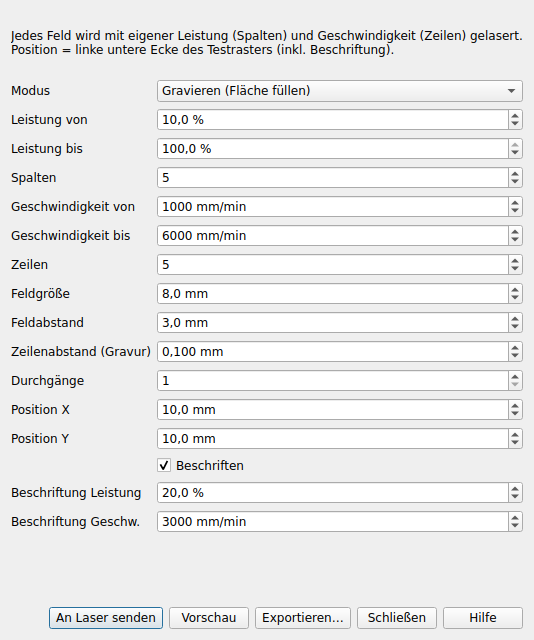 Jedes Feld wird mit eigener Leistung (Spalten) und Geschwindigkeit (Zeilen) gelasert.
Position = linke untere Ecke des Testrasters (inkl. Beschriftung).
Modus Gravieren (Fläche füllen)
Leistung von 10,0 %
Leistung bis 100,0 %
Spalten 5
Geschwindigkeit von 1000 mm/min
Geschwindigkeit bis 6000 mm/min
Zeilen 5
Feldgröße 8,0 mm
Feldabstand 3,0 mm
Zeilenabstand (Gravur) 0,100 mm
Durchgänge 1
Position X 10,0 mm
Position Y 10,0 mm
Beschriften
Beschriftung Leistung 20,0 %
Beschriftung Geschw. 3000 mm/min
An Laser senden Vorschau Exportieren... Schließen Hilfe